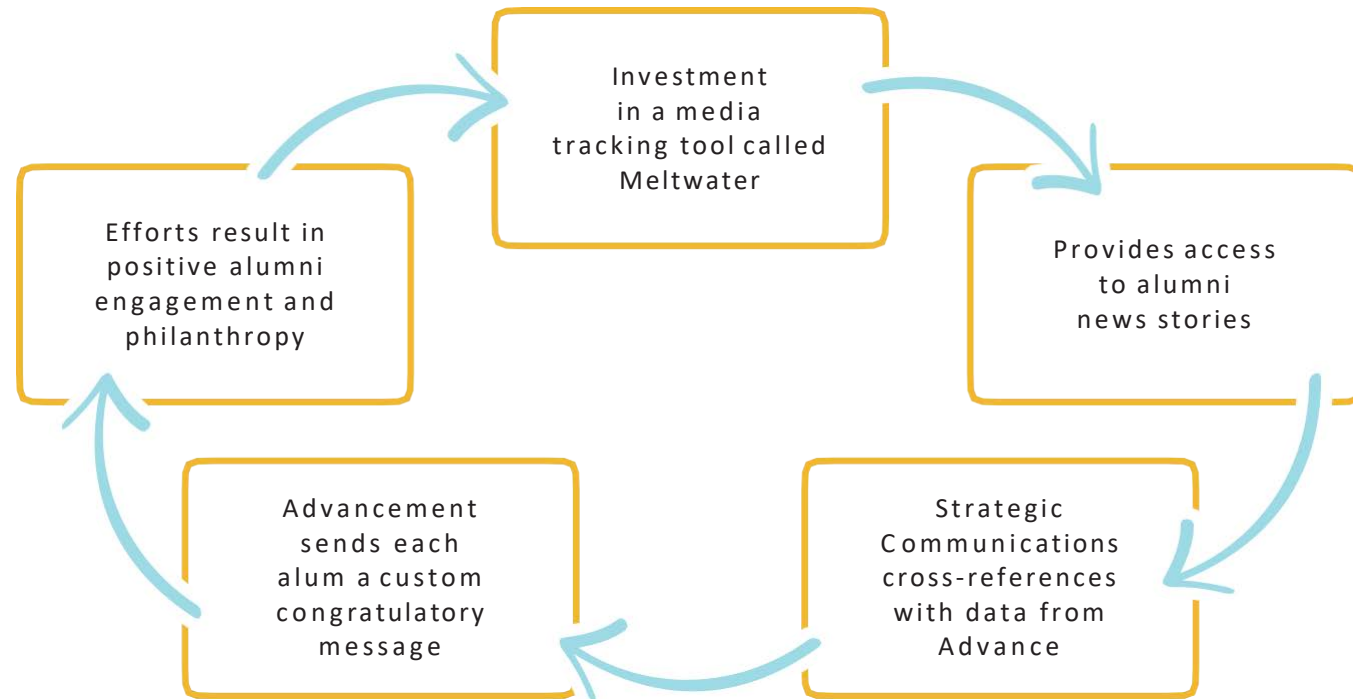 Investment
in a media
tracking tool called
Meltwater
Provides access
to alumni
news stories
Strategic
Communications
cross-references
with data from
Advance
Advancement
sends each
alum a custom
congratulatory
message
Efforts result in
positive alumni
engagement and
philanthropy